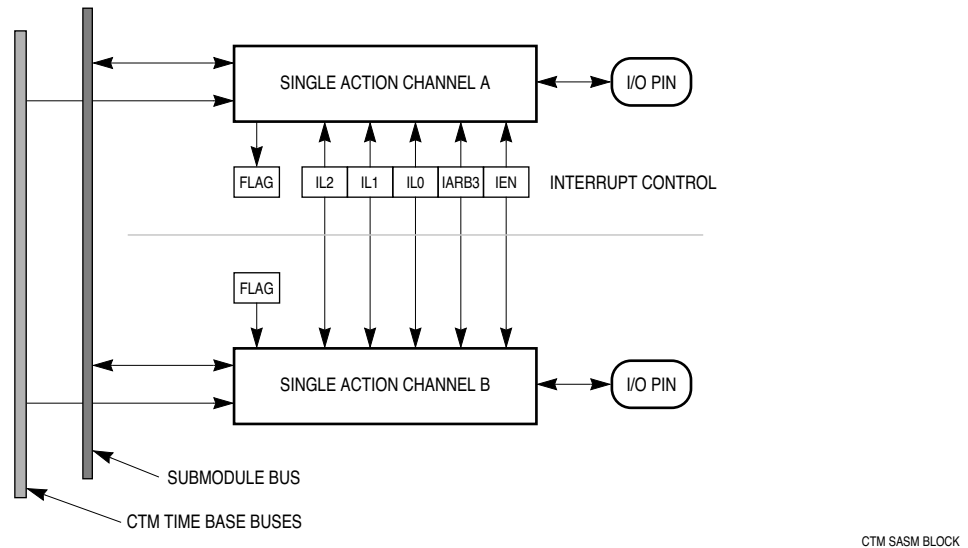 SINGLE ACTION CHANNEL A
I/O PIN
FLAG
IL2
IL1
IL0
IARB3
IEN
INTERRUPT CONTROL
FLAG
SINGLE ACTION CHANNEL B
I/O PIN
SUBMODULE BUS
CTM TIME BASE BUSES
CTM SASM BLOCK